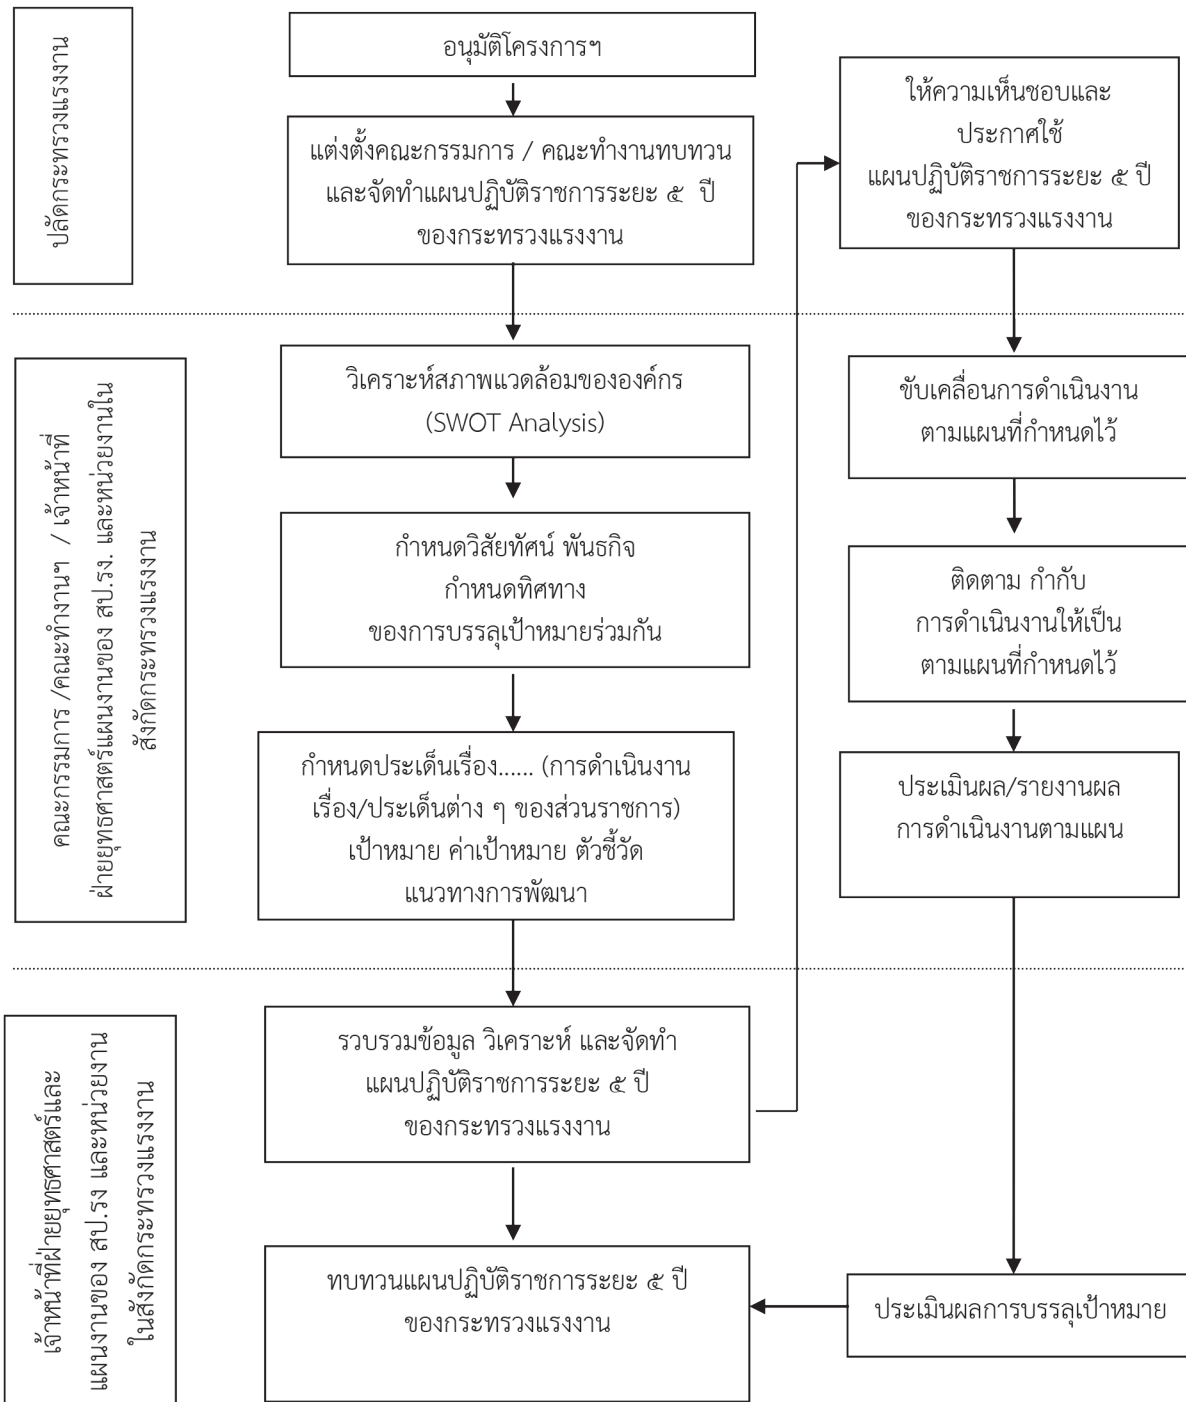 ปลัดกระทรวงแรงงาน
อนุมัติโครงการฯ
แต่งตั้งคณะกรรมการ / คณะทำงานทบทวน
และจัดทำแผนปฏิบัติราชการระยะ ๕ ปี
ของกระทรวงแรงงาน
ให้ความเห็นชอบและ
ประกาศใช้
แผนปฏิบัติราชการระยะ ๕ ปี
ของกระทรวงแรงงาน
คณะกรรมการ /คณะทำงานฯ / เจ้าหน้าที่
ฝ่ายยุทธศาสตร์แผนงานของ สป.รง. และหน่วยงานใน
สังกัดกระทรวงแรงงาน
วิเคราะห์สภาพแวดล้อมขององค์กร
(SWOT Analysis)
กำหนดวิสัยทัศน์ พันธกิจ
กำหนดทิศทาง
ของการบรรลุเป้าหมายร่วมกัน
กำหนดประเด็นเรื่อง...... (การดำเนินงาน
เรื่อง/ประเด็นต่าง ๆ ของส่วนราชการ)
เป้าหมาย ค่าเป้าหมาย ตัวชี้วัด
แนวทางการพัฒนา
ขับเคลื่อนการดำเนินงาน
ตามแผนที่กำหนดไว้
ติดตาม กำกับ
การดำเนินงานให้เป็น
ตามแผนที่กำหนดไว้
ประเมินผล/รายงานผล
การดำเนินงานตามแผน
เจ้าหน้าที่ฝ่ายยุทธศาสตร์และ
แผนงานของ สป.รง และหน่วยงาน
ในสังกัดกระทรวงแรงงาน
รวบรวมข้อมูล วิเคราะห์ และจัดทำ
แผนปฏิบัติราชการระยะ ๕ ปี
ของกระทรวงแรงงาน
ทบทวนแผนปฏิบัติราชการระยะ ๕ ปี
ของกระทรวงแรงงาน
ประเมินผลการบรรลุเป้าหมาย